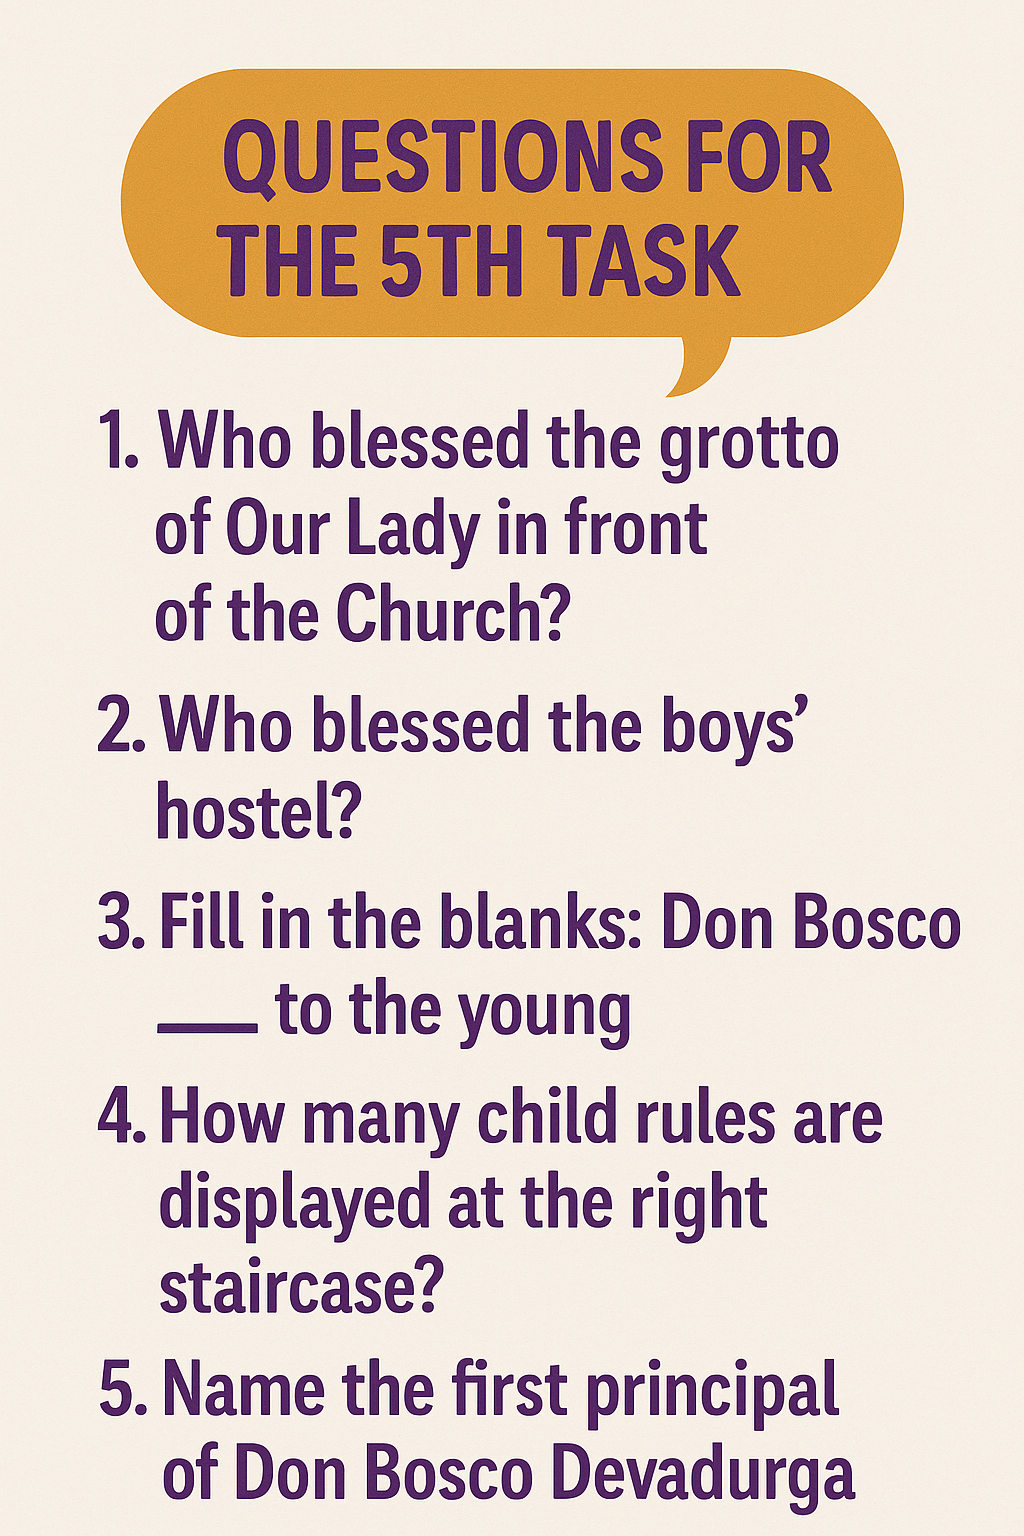 QUESTIONS FOR
THE 5TH TASK
1. Who blessed the grotto
of Our Lady in front
of the Church?
2. Who blessed the boys’
hostel?
3. Fill in the blanks: Don Bosco
___ to the young
4. How many child rules are
displayed at the right
staircase?
5. Name the first principal
of Don Bosco Devadurga